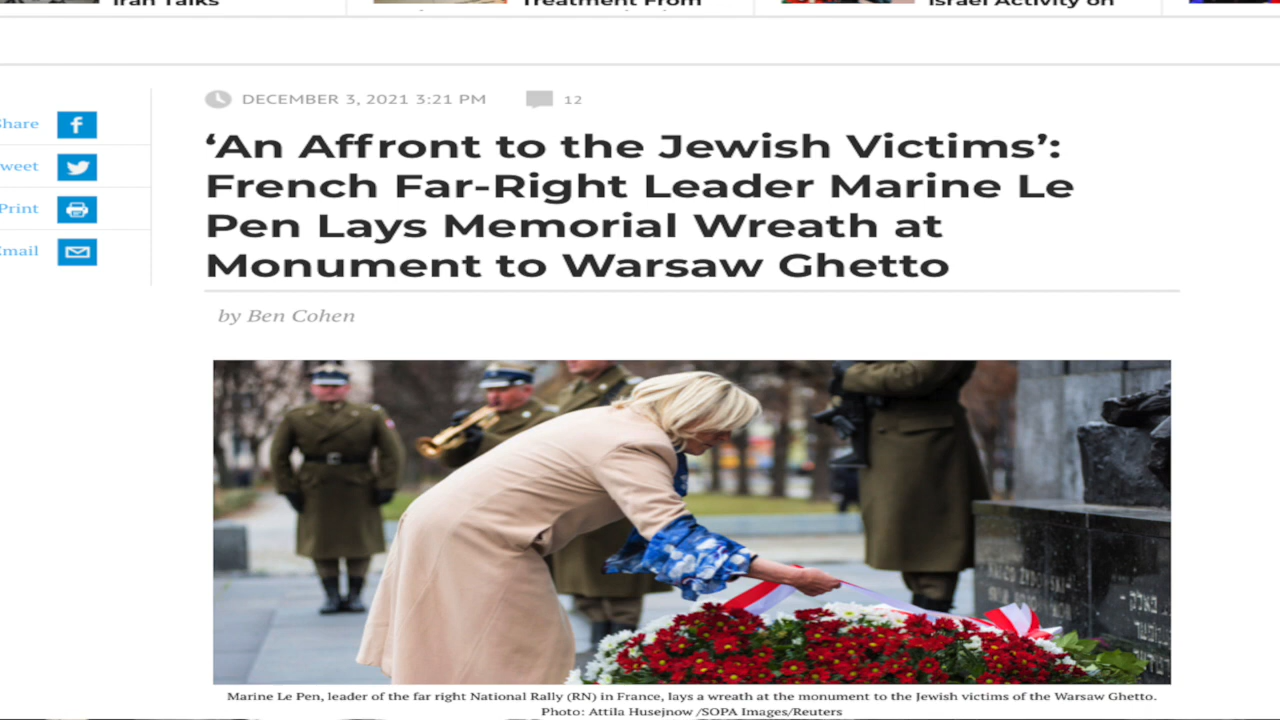 Iran Talks
Treatment From
Israel Activity on
DECEMBER 3, 2021 3:21 PM
12
Share
f
Tweet
Print
Email
‘An Affront to the Jewish Victims’:
French Far-Right Leader Marine Le
Pen Lays Memorial Wreath at
Monument to Warsaw Ghetto
by Ben Cohen
Marine Le Pen, leader of the far right National Rally (RN) in France, lays a wreath at the monument to the Jewish victims of the Warsaw Ghetto.
Photo: Attila Husejnow /SOPA Images/Reuters